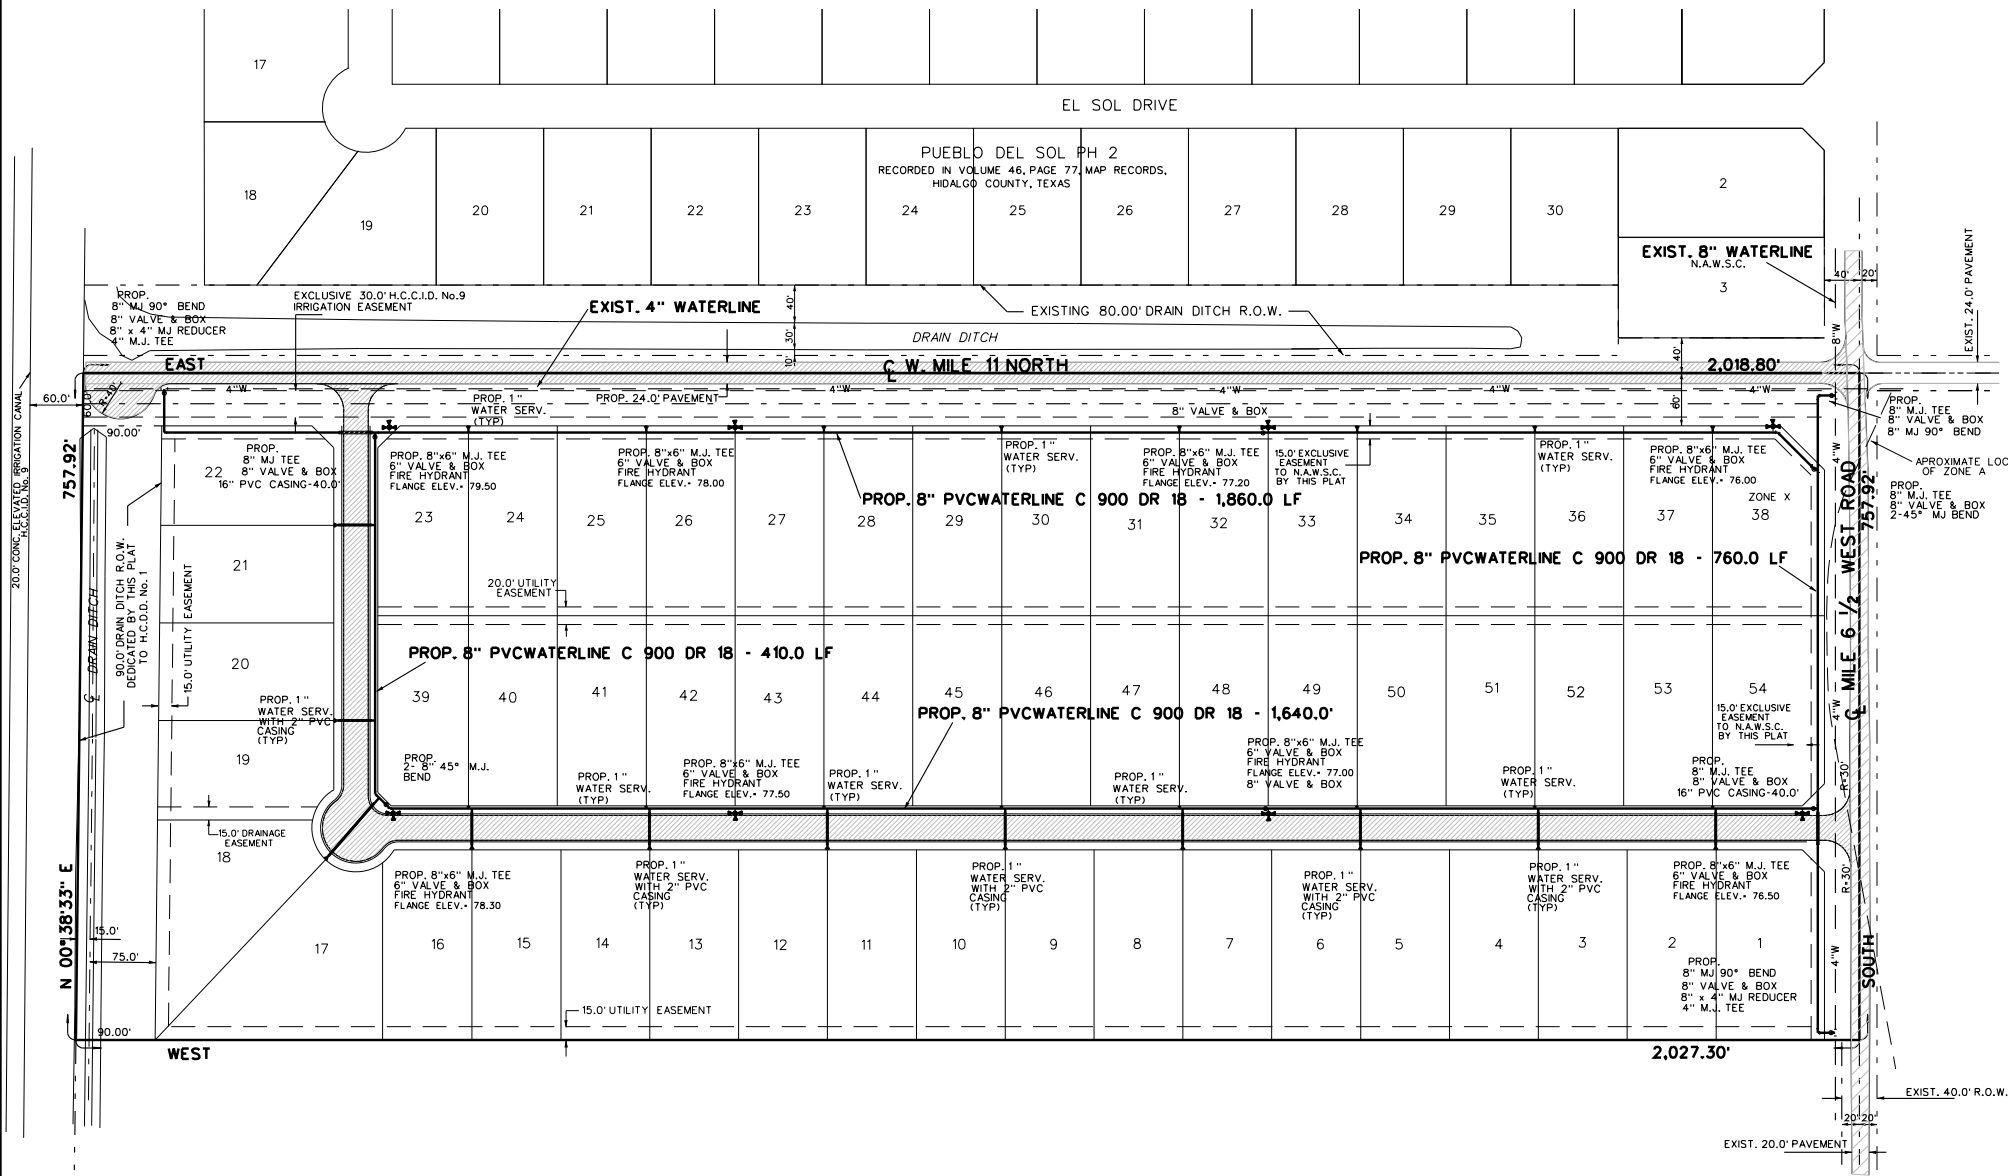 17
EL SOL DRIVE
PUEBLO DEL SOL PH 2
RECORDED IN VOLUME 46, PAGE 77, MAP RECORDS,
HIDALGO COUNTY, TEXAS
18
19
20
21
22
23
24
25
26
27
28
29
30
2
3
EXIST. 8" WATERLINE
N.A.W.S.C.
40'
20'
EXIST. 24.0' PAVEMENT
PROP.
8" MJ 90° BEND
8" VALVE & BOX
8" x 4" MJ REDUCER
4" M.J. TEE
EXCLUSIVE 30.0' H.C.C.I.D. No.9
IRRIGATION EASEMENT
EXIST. 4" WATERLINE
40'
30'
10'
EXISTING 80.00' DRAIN DITCH R.O.W.
DRAIN DITCH
8"W
40'
EAST
℄ W. MILE 11 NORTH
2,018.80'
60.0'
60.0'
R-40'
4"W
4"W
4"W
4"W
4"W
60'
PROP. 1"
WATER SERV.
(TYP)
PROP. 24.0' PAVEMENT
8" VALVE & BOX
PROP.
8" M.J. TEE
8" VALVE & BOX
8" MJ 90° BEND
20.0' CONC. ELEVATED IRRIGATION CANAL
H.C.C.I.D. No. 9
757.92'
90.00'
PROP.
8" MJ TEE
8" VALVE & BOX
16" PVC CASING-40.0'
22
PROP. 8"x6" M.J. TEE
6" VALVE & BOX
FIRE HYDRANT
FLANGE ELEV.= 79.50
PROP. 8"x6" M.J. TEE
6" VALVE & BOX
FIRE HYDRANT
FLANGE ELEV.= 78.00
PROP. 1"
WATER SERV.
(TYP)
PROP. 8"x6" M.J. TEE
6" VALVE & BOX
FIRE HYDRANT
FLANGE ELEV.= 77.20
15.0' EXCLUSIVE
EASEMENT
TO N.A.W.S.C.
BY THIS PLAT
PROP. 1"
WATER SERV.
(TYP)
PROP. 8"x6" M.J. TEE
6" VALVE & BOX
FIRE HYDRANT
FLANGE ELEV.= 76.00
ZONE X
4"W
APROXIMATE LOC
OF ZONE A
PROP.
8" M.J. TEE
8" VALVE & BOX
2-45° MJ BEND
PROP. 8" PVCWATERLINE C 900 DR 18 - 1,860.0 LF
23
24
25
26
27
28
29
30
31
32
33
34
35
36
37
38
PROP. 8" PVCWATERLINE C 900 DR 18 - 760.0 LF
757.92'
℄ MILE 6 1/2 WEST ROAD
21
90.0' DRAIN DITCH R.O.W.
DEDICATED BY THIS PLAT
TO H.C.D.D. No. 1
15.0' UTILITY EASEMENT
℄ DRAIN DITCH
20.0' UTILITY
EASEMENT
20
PROP. 8" PVCWATERLINE C 900 DR 18 - 410.0 LF
39
40
41
42
43
44
45
46
47
48
49
50
51
52
53
54
PROP. 8" PVCWATERLINE C 900 DR 18 - 1,640.0'
PROP. 1"
WATER SERV.
WITH 2" PVC
CASING
(TYP)
15.0' EXCLUSIVE
EASEMENT
TO N.A.W.S.C.
BY THIS PLAT
4"W
19
PROP.
2- 8" 45° M.J.
BEND
PROP. 1"
WATER SERV.
(TYP)
PROP. 8"x6" M.J. TEE
6" VALVE & BOX
FIRE HYDRANT
FLANGE ELEV.= 77.50
PROP. 1"
WATER SERV.
(TYP)
PROP. 1"
WATER SERV.
(TYP)
PROP. 8"x6" M.J. TEE
6" VALVE & BOX
FIRE HYDRANT
FLANGE ELEV.= 77.00
8" VALVE & BOX
PROP. 1"
WATER SERV.
(TYP)
PROP.
8" M.J. TEE
8" VALVE & BOX
16" PVC CASING-40.0'
R-30'
15.0' DRAINAGE
EASEMENT
18
R-30'
N 00°38'33" E
PROP. 8"x6" M.J. TEE
6" VALVE & BOX
FIRE HYDRANT
FLANGE ELEV.= 78.30
PROP. 1"
WATER SERV.
WITH 2" PVC
CASING
(TYP)
PROP. 1"
WATER SERV.
WITH 2" PVC
CASING
(TYP)
PROP. 1"
WATER SERV.
WITH 2" PVC
CASING
(TYP)
PROP. 1"
WATER SERV.
WITH 2" PVC
CASING
(TYP)
PROP. 8"x6" M.J. TEE
6" VALVE & BOX
FIRE HYDRANT
FLANGE ELEV.= 76.50
15.0'
75.0'
17
16
15
14
13
12
11
10
9
8
7
6
5
4
3
2
1
4"W
SOUTH
PROP.
8" MJ 90° BEND
8" VALVE & BOX
8" x 4" MJ REDUCER
4" M.J. TEE
15.0' UTILITY EASEMENT
90.00'
WEST
2,027.30'
EXIST. 40.0' R.O.W.
20'
20'
EXIST. 20.0' PAVEMENT